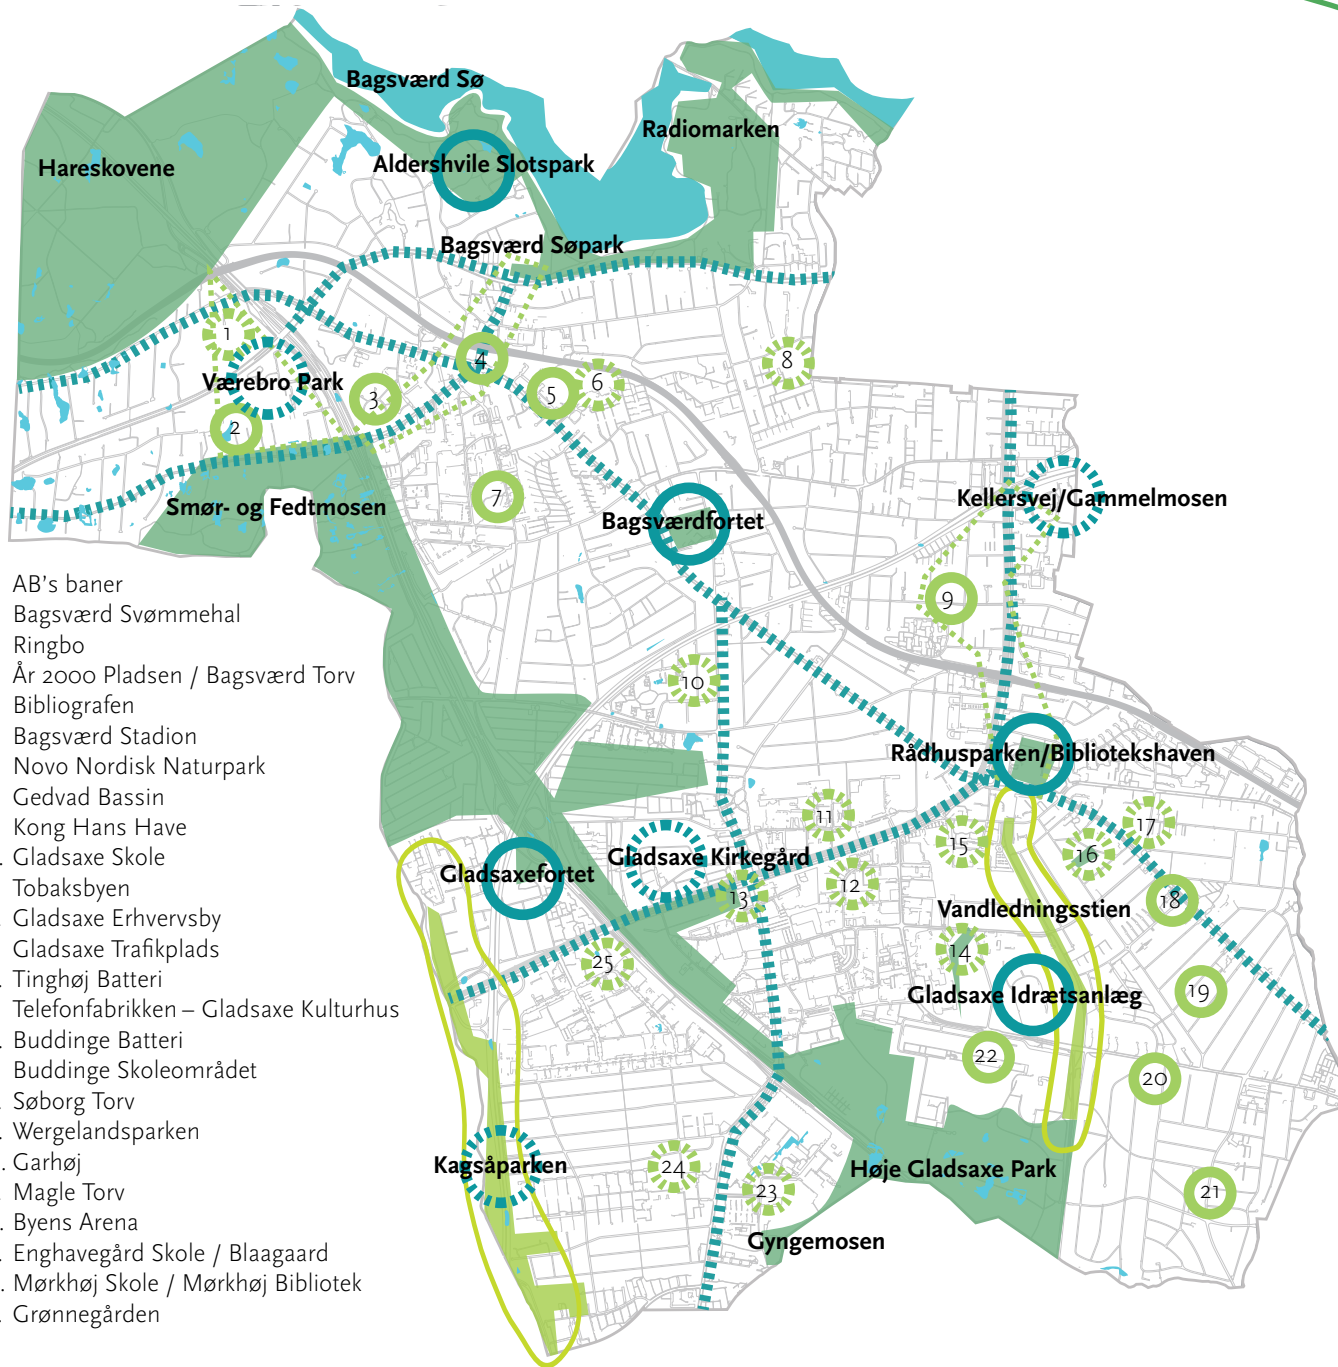 Bagsværd Sø
Radiomarken
Hareskovene
Aldershvile Slotspark
Bagsværd Søpark
1
4
8
6
Værebro Park
3
5
2
7
Kellersvej/Gammelmosen
Smør- og Fedtmosen
Bagsværdfortet
9
10
Rådhusparken/Bibliotekshaven
11
17
15
16
Gladsaxe Kirkegård
Gladsaxefortet
12
13
18
Vandledningsstien
14
25
19
Gladsaxe Idrætsanlæg
22
20
Kagsåparken
24
Høje Gladsaxe Park
23
21
Gyngemosen
AB's baner
Bagsværd Svømmehal
Ringbo
År 2000 Pladsen / Bagsværd Torv
Bibliografen
Bagsværd Stadion
Novo Nordisk Naturpark
Gedvad Bassin
Kong Hans Have
. Gladsaxe Skole
Tobaksbyen
. Gladsaxe Erhvervsby
Gladsaxe Trafikplads
. Tinghøj Batteri
Telefonfabrikken – Gladsaxe Kulturhus
. Buddinge Batteri
Buddinge Skoleområdet
. Søborg Torv
. Wergelandsparken
. Garhøj
. Magle Torv
. Byens Arena
. Enghavegård Skole / Blaagaard
. Mørkhøj Skole / Mørkhøj Bibliotek
. Grønnegården